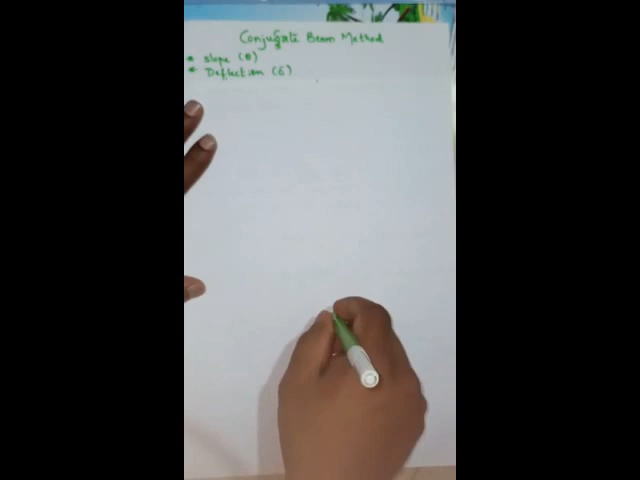 Conjugate Beam Method
* Slope (θ)
* Deflection (δ)